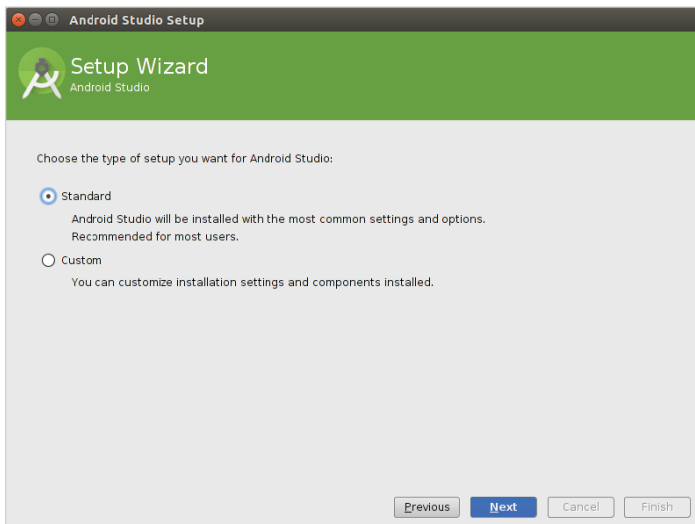 Android Studio Setup
Setup Wizard
Android Studio
Choose the type of setup you want for Android Studio:
Standard
Android Studio will be installed with the most common settings and options.
Recommended for most users.
Custom
You can customize installation settings and components installed.
Previous Next Cancel Finish